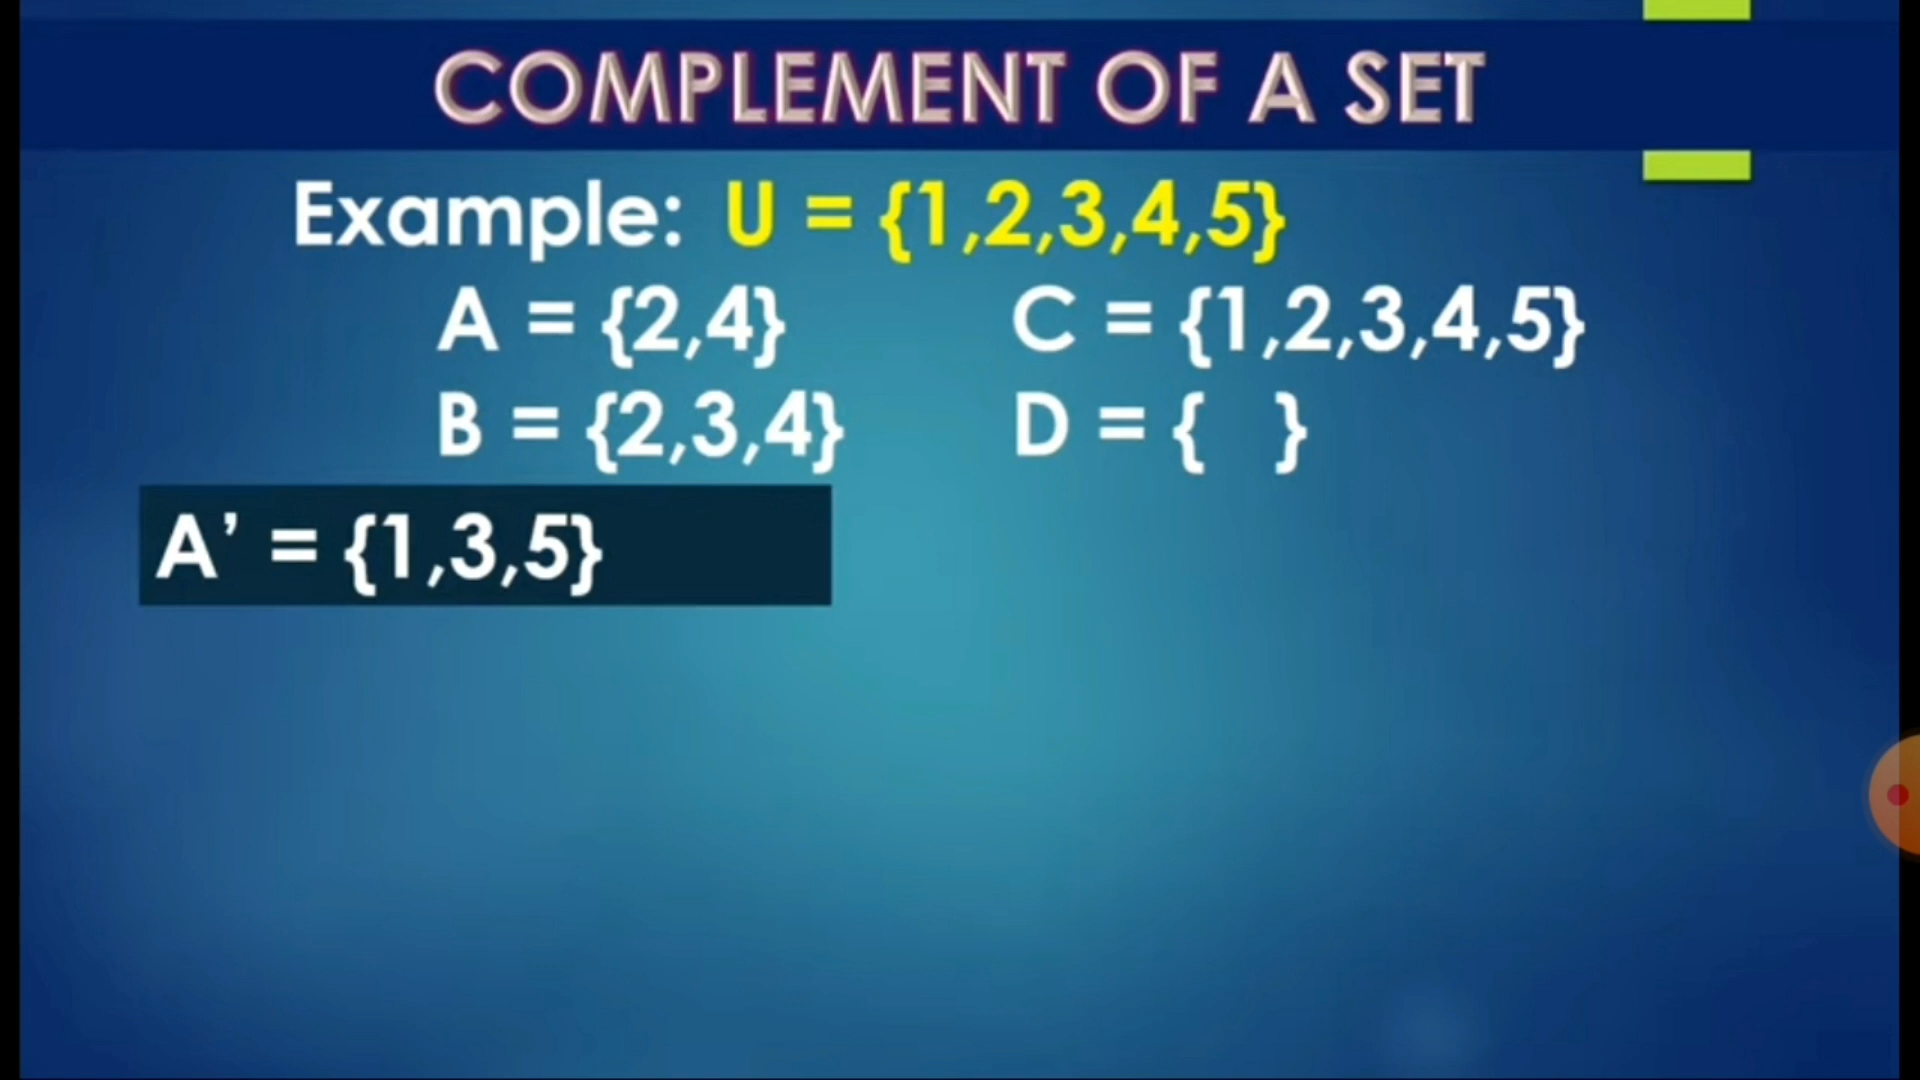 COMPLEMENT OF A SET
Example: U = {1,2,3,4,5}
A = {2,4} C = {1,2,3,4,5}
B = {2,3,4} D = { }
A’ = {1,3,5}